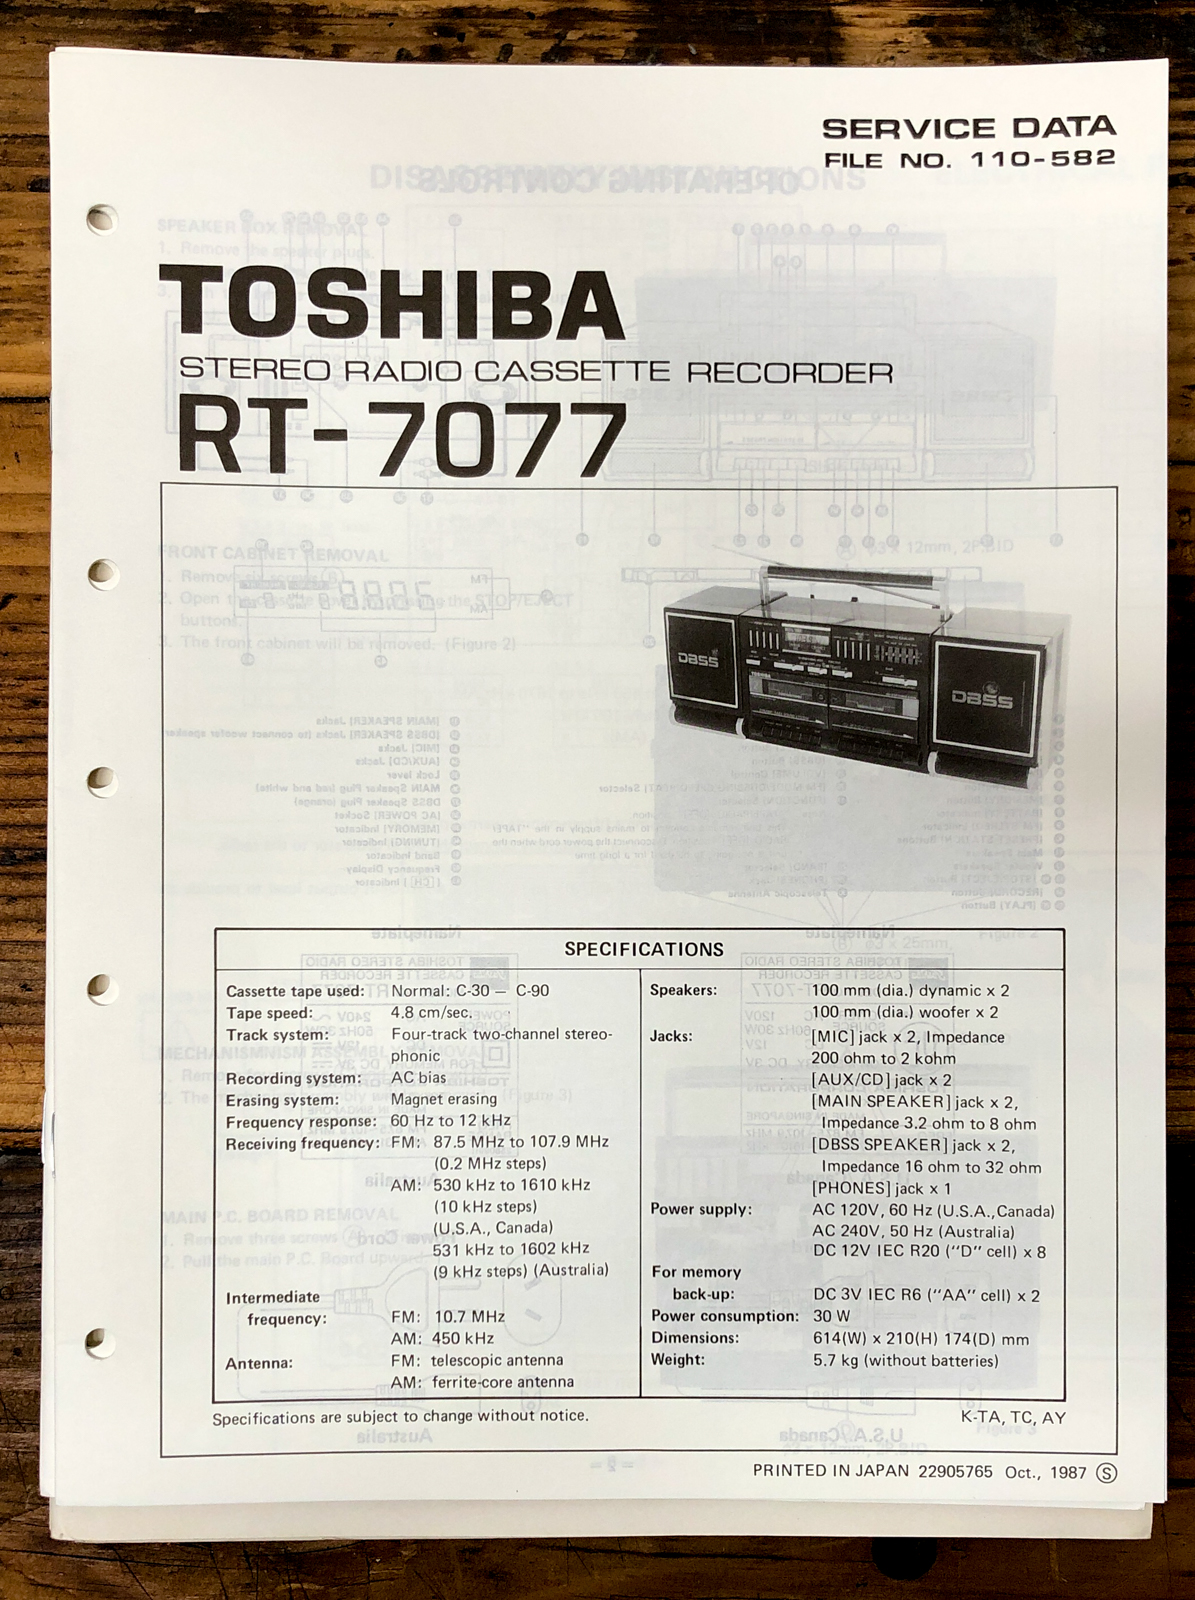 SERVICE DATA
FILE NO. 110-582
TOSHIBA
STEREO RADIO CASSETTE RECORDER
RT-7077
DBSS
TOSHIBA
DBSS
SPECIFICATIONS
Cassette tape used: Normal: C-30 — C-90
Tape speed: 4.8 cm/sec.
Track system: Four-track two-channel stereo-
phonic
Recording system: AC bias
Erasing system: Magnet erasing
Frequency response: 60 Hz to 12 kHz
Receiving frequency: FM: 87.5 MHz to 107.9 MHz
(0.2 MHz steps)
AM: 530 kHz to 1610 kHz
(10 kHz steps)
(U.S.A., Canada)
531 kHz to 1602 kHz
(9 kHz steps) (Australia)
Intermediate
frequency: FM: 10.7 MHz
AM: 450 kHz
Antenna: FM: telescopic antenna
AM: ferrite-core antenna
Speakers: 100 mm (dia.) dynamic x 2
100 mm (dia.) woofer x 2
Jacks: [MIC] jack x 2, Impedance
200 ohm to 2 kohm
[AUX/CD] jack x 2
[MAIN SPEAKER] jack x 2,
Impedance 3.2 ohm to 8 ohm
[DBSS SPEAKER] jack x 2,
Impedance 16 ohm to 32 ohm
[PHONES] jack x 1
Power supply: AC 120V, 60 Hz (U.S.A., Canada)
AC 240V, 50 Hz (Australia)
DC 12V IEC R20 ("D" cell) x 8
For memory
back-up: DC 3V IEC R6 ("AA" cell) x 2
Power consumption: 30 W
Dimensions: 614(W) x 210(H) 174(D) mm
Weight: 5.7 kg (without batteries)
Specifications are subject to change without notice.
K-TA, TC, AY
PRINTED IN JAPAN 22905765 Oct., 1987 Ⓢ